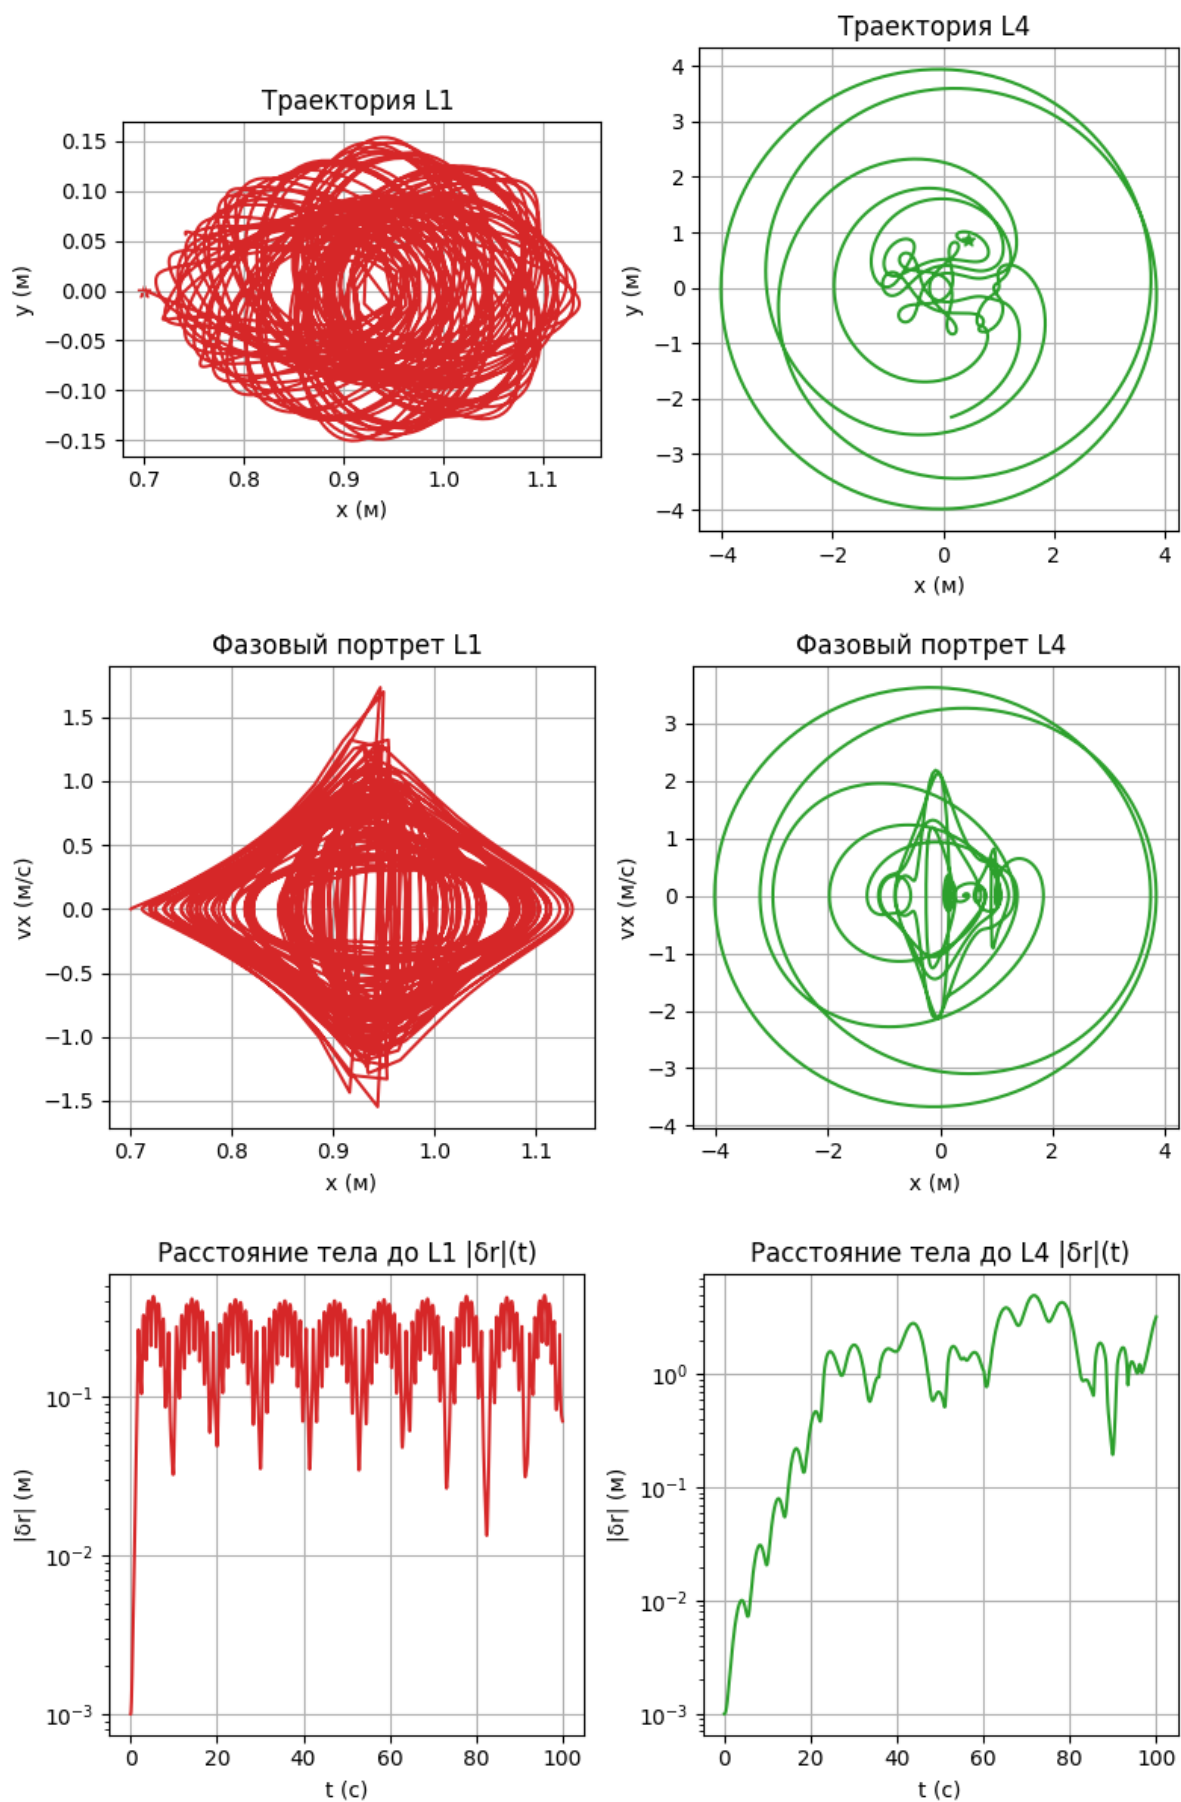 Траектория L1
0.15
0.10
0.05
0.00
−0.05
−0.10
−0.15
y (м)
0.7 0.8 0.9 1.0 1.1
x (м)
Траектория L4
4
3
2
1
0
−1
−2
−3
−4
y (м)
−4 −2 0 2 4
x (м)
Фазовый портрет L1
1.5
1.0
0.5
0.0
−0.5
−1.0
−1.5
vx (м/с)
0.7 0.8 0.9 1.0 1.1
x (м)
Фазовый портрет L4
3
2
1
0
−1
−2
−3
−4
vx (м/с)
−4 −2 0 2 4
x (м)
Расстояние тела до L1 |δr|(t)
10⁻¹
10⁻²
10⁻³
|δr| (м)
0 20 40 60 80 100
t (с)
Расстояние тела до L4 |δr|(t)
10⁰
10⁻¹
10⁻²
10⁻³
|δr| (м)
0 20 40 60 80 100
t (с)